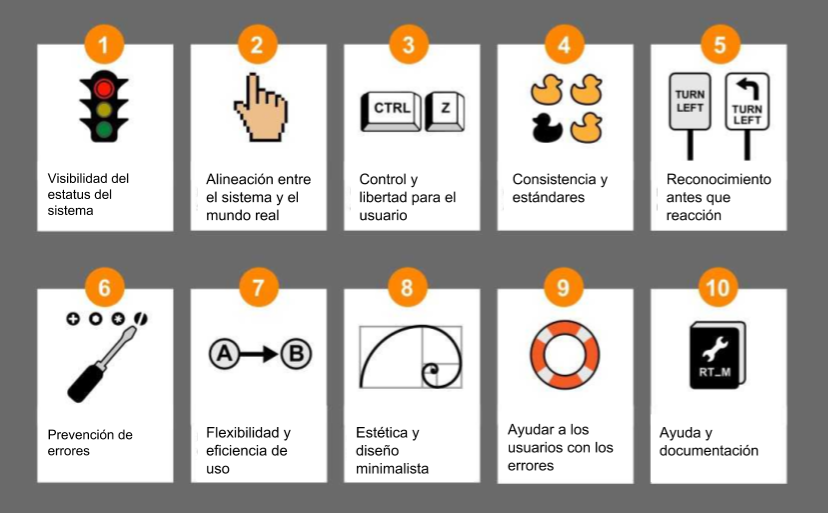 1
2
3
4
5
CTRL Z
TURN
LEFT
TURN
LEFT
Visibilidad del
estatus del
sistema
Alineación entre
el sistema y el
mundo real
Control y
libertad para el
usuario
Consistencia y
estándares
Reconocimiento
antes que
reacción
6
7
8
9
10
A B
RT_M
Prevención de
errores
Flexibilidad y
eficiencia de
uso
Estética y
diseño
minimalista
Ayudar a los
usuarios con los
errores
Ayuda y
documentación